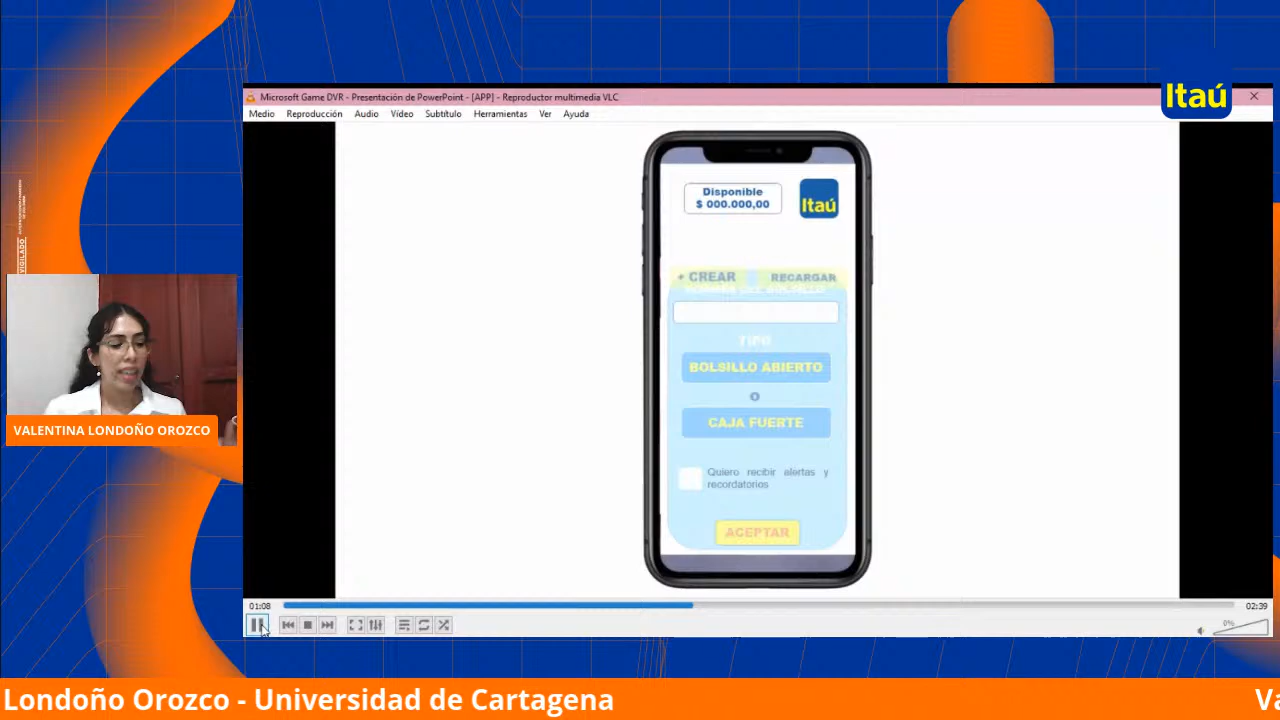 Itaú
Microsoft Game DVR - Presentación de PowerPoint - [APP] - Reproductor multimedia VLC
Medio Reproducción Audio Vídeo Subtítulo Herramientas Ver Ayuda
Disponible
$ 000.000,00
Itaú
+ CREAR RECARGAR
TIPO
BOLSILLO ABIERTO
O
CAJA FUERTE
Quiero recibir alertas y
recordatorios
ACEPTAR
VIGILADO
VALENTINA LONDOÑO OROZCO
01:08 02:39
0%
Londoño Orozco - Universidad de Cartagena Va